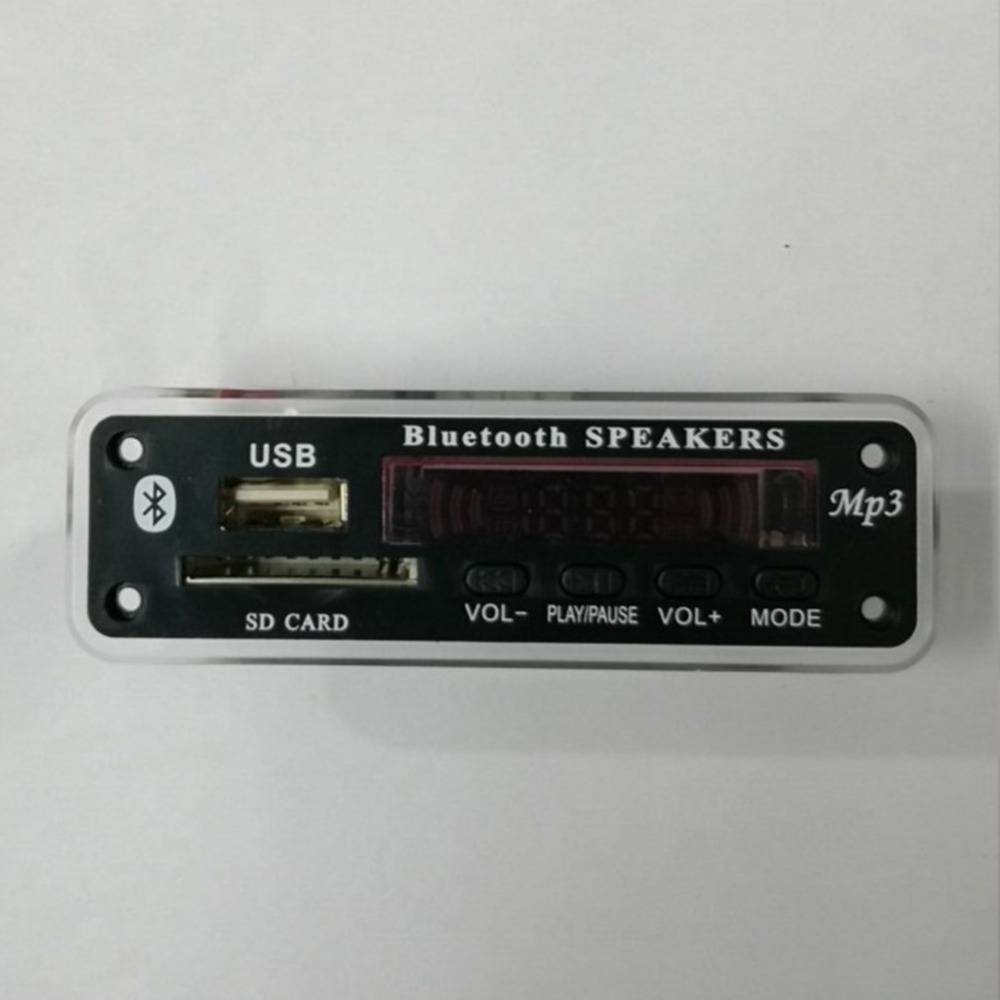 Bluetooth SPEAKERS
USB
Mp3
SD CARD
VOL-
PLAY/PAUSE
VOL+
MODE